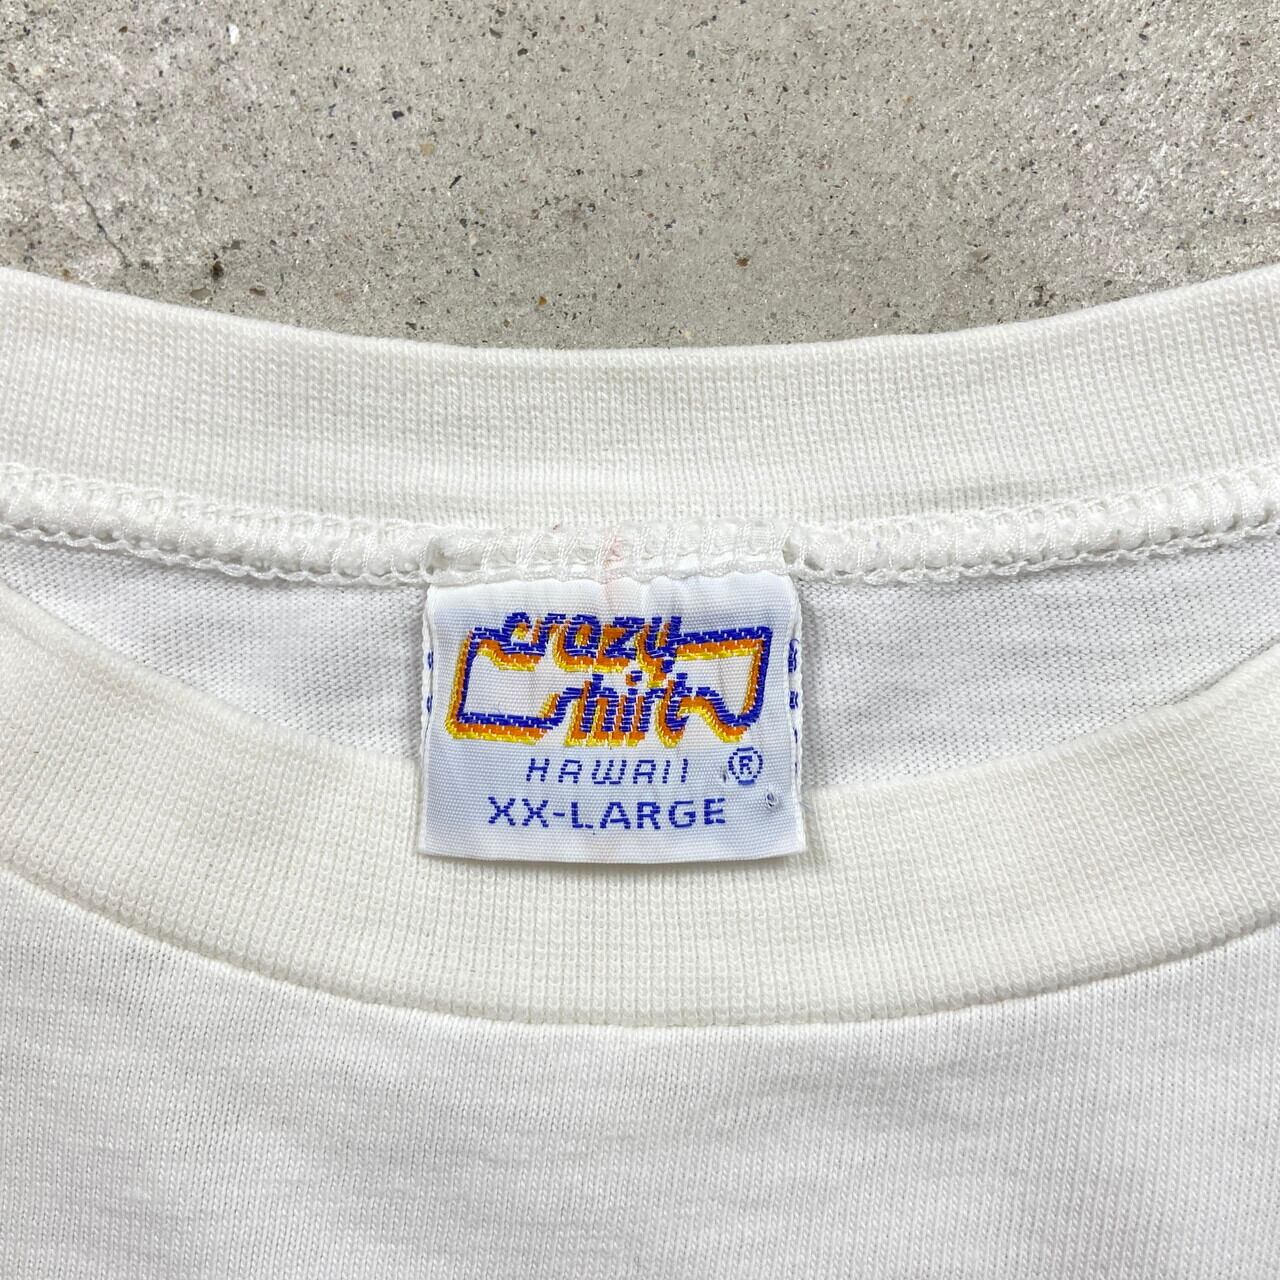 crazy
shirt
HAWAII ®
XX-LARGE